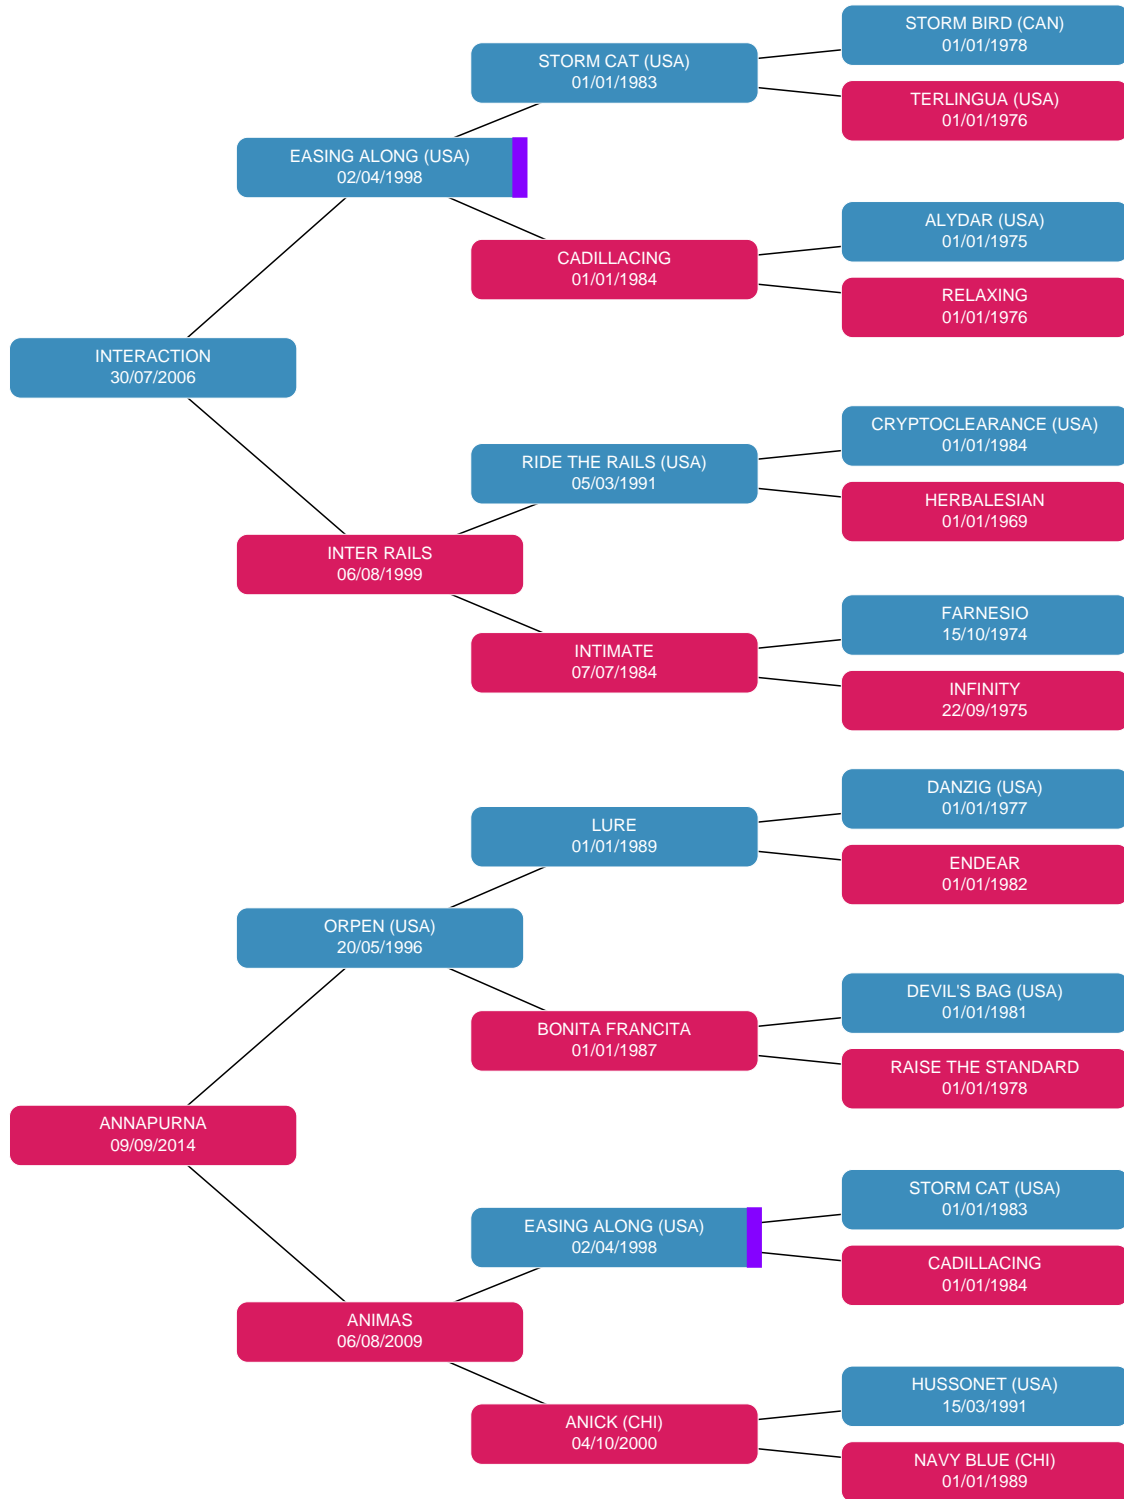 STORM BIRD (CAN)
01/01/1978
STORM CAT (USA)
01/01/1983
TERLINGUA (USA)
01/01/1976
EASING ALONG (USA)
02/04/1998
ALYDAR (USA)
01/01/1975
CADILLACING
01/01/1984
RELAXING
01/01/1976
INTERACTION
30/07/2006
CRYPTOCLEARANCE (USA)
01/01/1984
RIDE THE RAILS (USA)
05/03/1991
HERBALESIAN
01/01/1969
INTER RAILS
06/08/1999
FARNESIO
15/10/1974
INTIMATE
07/07/1984
INFINITY
22/09/1975
DANZIG (USA)
01/01/1977
LURE
01/01/1989
ENDEAR
01/01/1982
ORPEN (USA)
20/05/1996
DEVIL'S BAG (USA)
01/01/1981
BONITA FRANCITA
01/01/1987
RAISE THE STANDARD
01/01/1978
ANNAPURNA
09/09/2014
STORM CAT (USA)
01/01/1983
EASING ALONG (USA)
02/04/1998
CADILLACING
01/01/1984
ANIMAS
06/08/2009
HUSSONET (USA)
15/03/1991
ANICK (CHI)
04/10/2000
NAVY BLUE (CHI)
01/01/1989